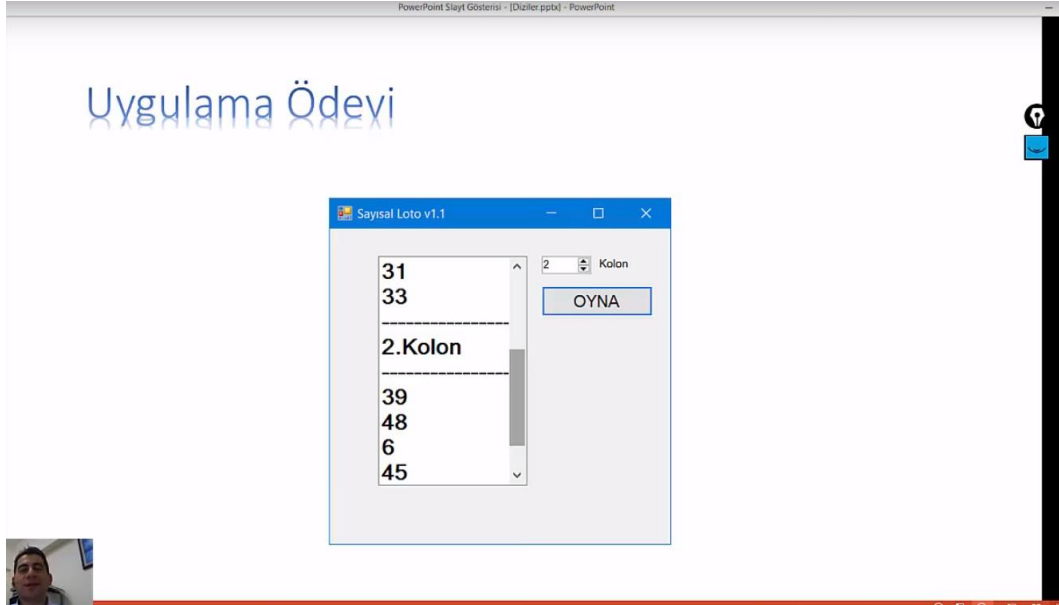 PowerPoint Slayt Gösterisi - [Diziler.pptx] - PowerPoint
Uygulama Ödevi
Sayısal Loto v1.1
31
33
----------------
2.Kolon
----------------
39
48
6
45
2
Kolon
OYNA